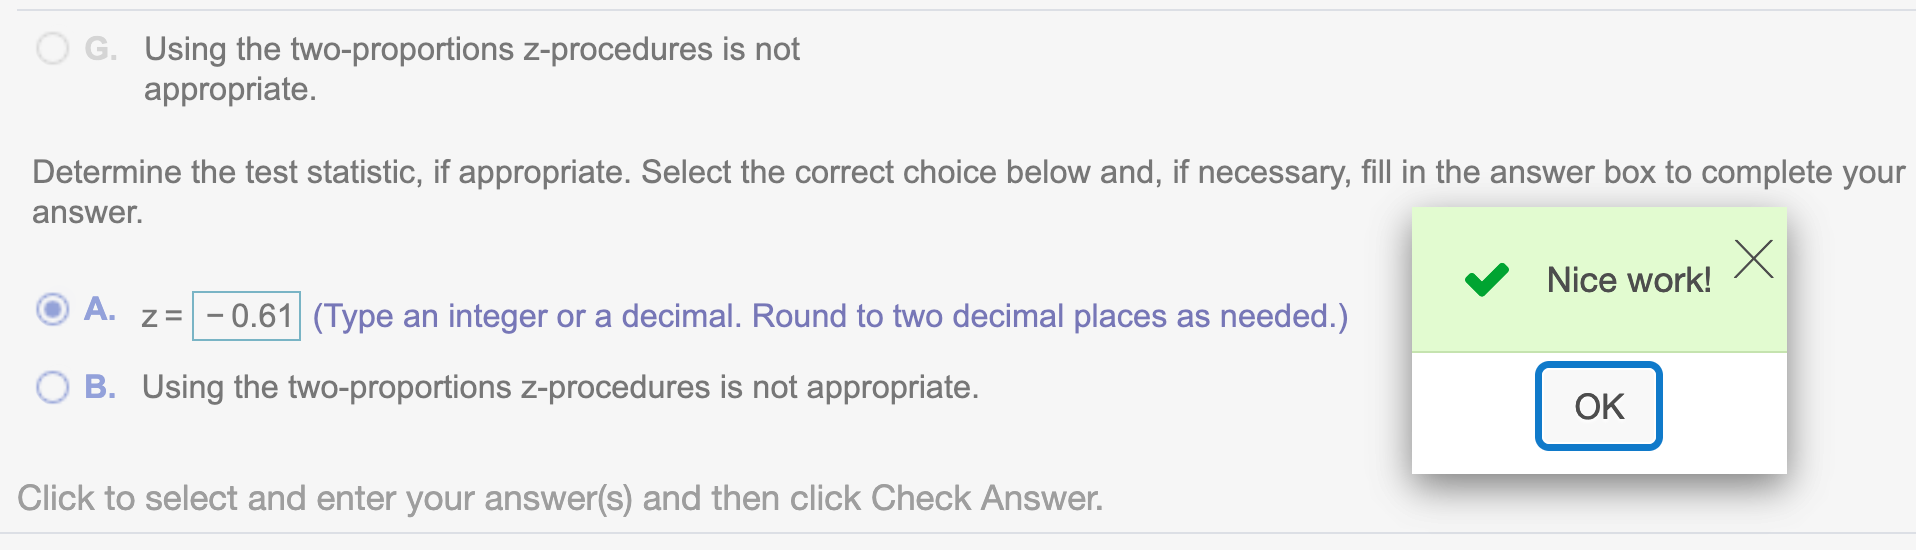 G. Using the two-proportions z-procedures is not
appropriate.
Determine the test statistic, if appropriate. Select the correct choice below and, if necessary, fill in the answer box to complete your
answer.
Nice work!
A. z = − 0.61 (Type an integer or a decimal. Round to two decimal places as needed.)
B. Using the two-proportions z-procedures is not appropriate.
OK
Click to select and enter your answer(s) and then click Check Answer.